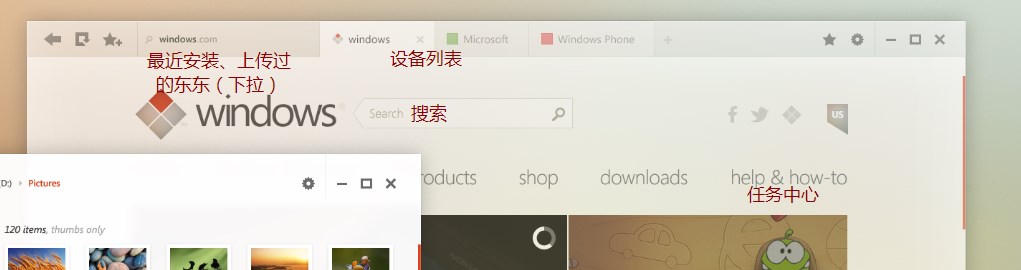 windows.com
windows
Microsoft
Windows Phone
最近安装、上传过
的东东（下拉）
设备列表
windows
Search
搜索
US
D:)
Pictures
roducts
shop
downloads
help & how-to
任务中心
120 items, thumbs only